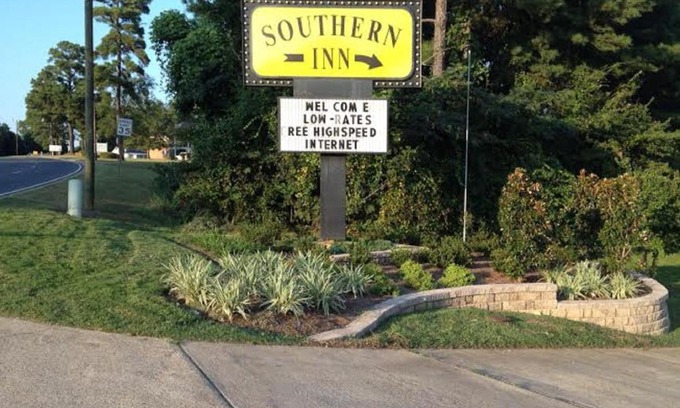 SOUTHERN
INN
WEL COM E
LOW-RATES
REE HIGHSPEED
INTERNET